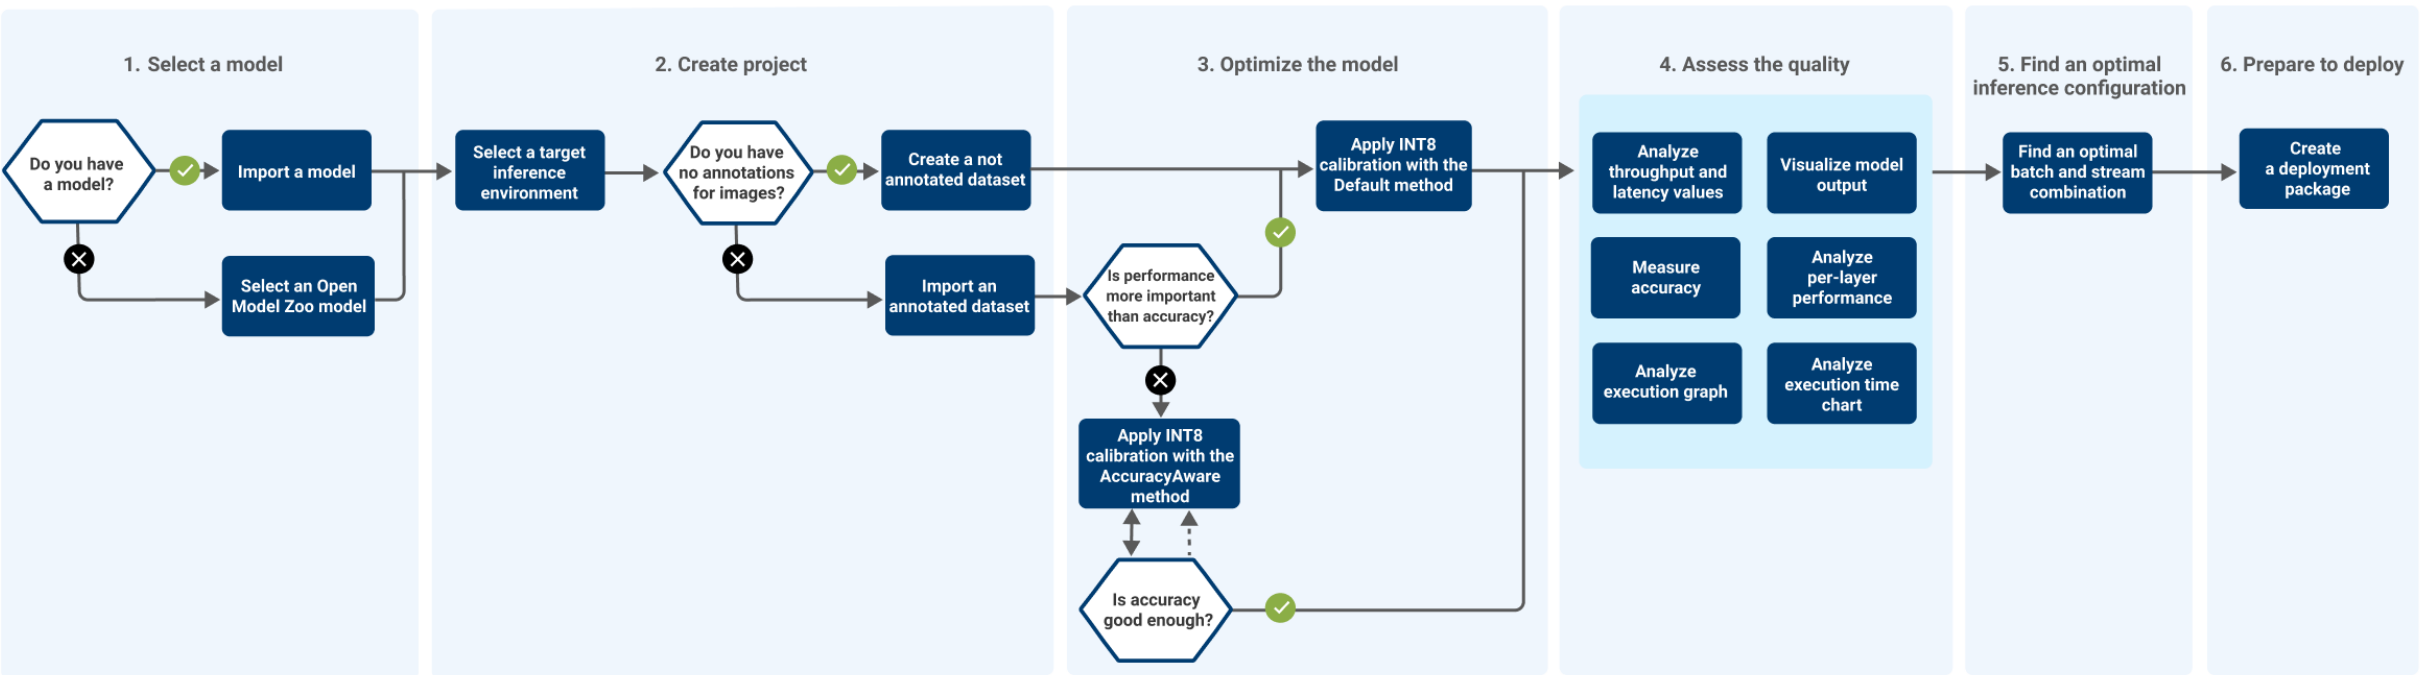 1. Select a model
Do you have
a model?
Import a model
Select an Open
Model Zoo model
2. Create project
Select a target
inference
environment
Do you have
no annotations
for images?
Create a not
annotated dataset
Import an
annotated dataset
3. Optimize the model
Apply INT8
calibration with the
Default method
Is performance
more important
than accuracy?
Apply INT8
calibration with the
AccuracyAware
method
Is accuracy
good enough?
4. Assess the quality
Analyze
throughput and
latency values
Visualize model
output
Measure
accuracy
Analyze
per-layer
performance
Analyze
execution graph
Analyze
execution time
chart
5. Find an optimal
inference configuration
Find an optimal
batch and stream
combination
6. Prepare to deploy
Create
a deployment
package